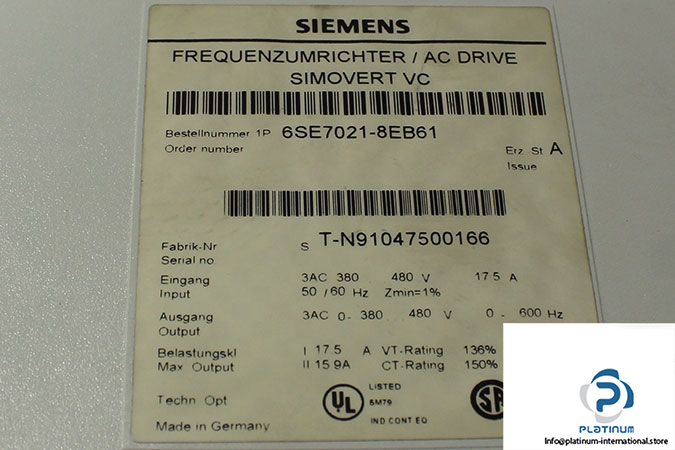 SIEMENS
FREQUENZUMRICHTER / AC DRIVE
SIMOVERT VC
Bestellnummer 1P 6SE7021-8EB61
Order number
Erz. St A
Issue
Fabrik-Nr S T-N91047500166
Serial no
Eingang 3AC 380 480 V 17.5 A
Input 50/60 Hz Zmin=1%
Ausgang 3AC 0- 380 480 V 0 - 600 Hz
Output
Belastungskl I 17.5 A VT-Rating 136%
Max Output II 15.9A CT-Rating 150%
Techn Opt
UL LISTED
6M79
IND CONT EQ
SA
Made in Germany
PLATINUM
Info@platinum-international.store